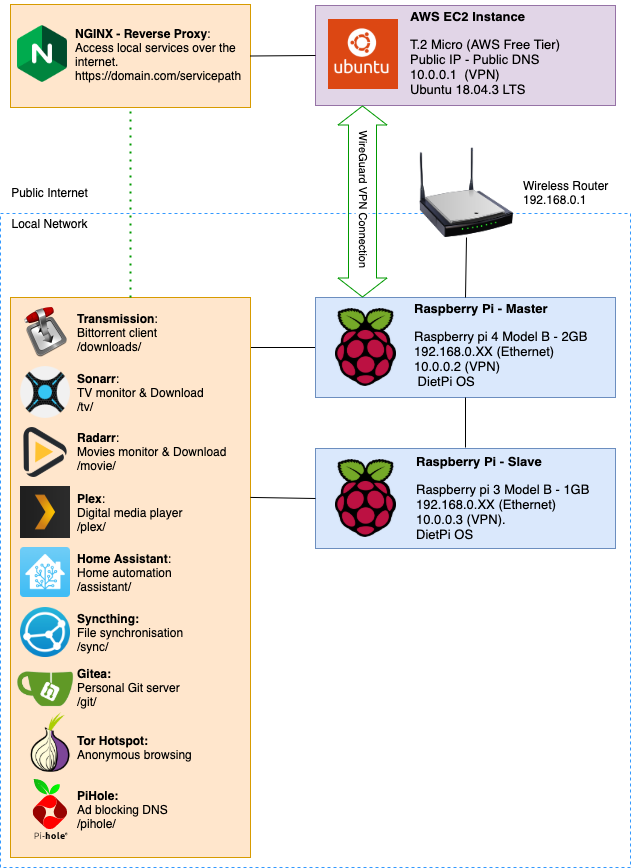 NGINX - Reverse Proxy:
Access local services over the
internet.
https://domain.com/servicepath
N
ubuntu
AWS EC2 Instance
T.2 Micro (AWS Free Tier)
Public IP - Public DNS
10.0.0.1 (VPN)
Ubuntu 18.04.3 LTS
WireGuard VPN Connection
Wireless Router
192.168.0.1
Public Internet
Local Network
Transmission:
Bittorrent client
/downloads/
Sonarr:
TV monitor & Download
/tv/
Radarr:
Movies monitor & Download
/movie/
Plex:
Digital media player
/plex/
Home Assistant:
Home automation
/assistant/
Syncthing:
File synchronisation
/sync/
Gitea:
Personal Git server
/git/
Tor Hotspot:
Anonymous browsing
PiHole:
Ad blocking DNS
/pihole/
Pi-hole®
Raspberry Pi - Master
Raspberry pi 4 Model B - 2GB
192.168.0.XX (Ethernet)
10.0.0.2 (VPN)
DietPi OS
Raspberry Pi - Slave
Raspberry pi 3 Model B - 1GB
192.168.0.XX (Ethernet)
10.0.0.3 (VPN).
DietPi OS